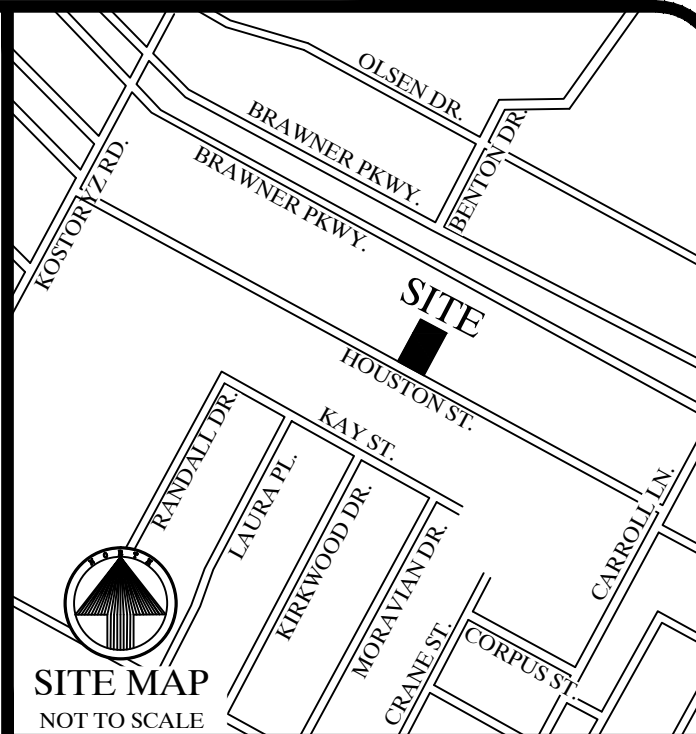 OLSEN DR.
BRAWNER PKWY.
BENTON DR.
BRAWNER PKWY.
KOSTORYZ RD.
SITE
HOUSTON ST.
RANDALL DR.
KAY ST.
LAURA PL.
KIRKWOOD DR.
MORAVIAN DR.
CARROLL LN.
CRANE ST.
CORPUS ST.
NORTH
SITE MAP
NOT TO SCALE